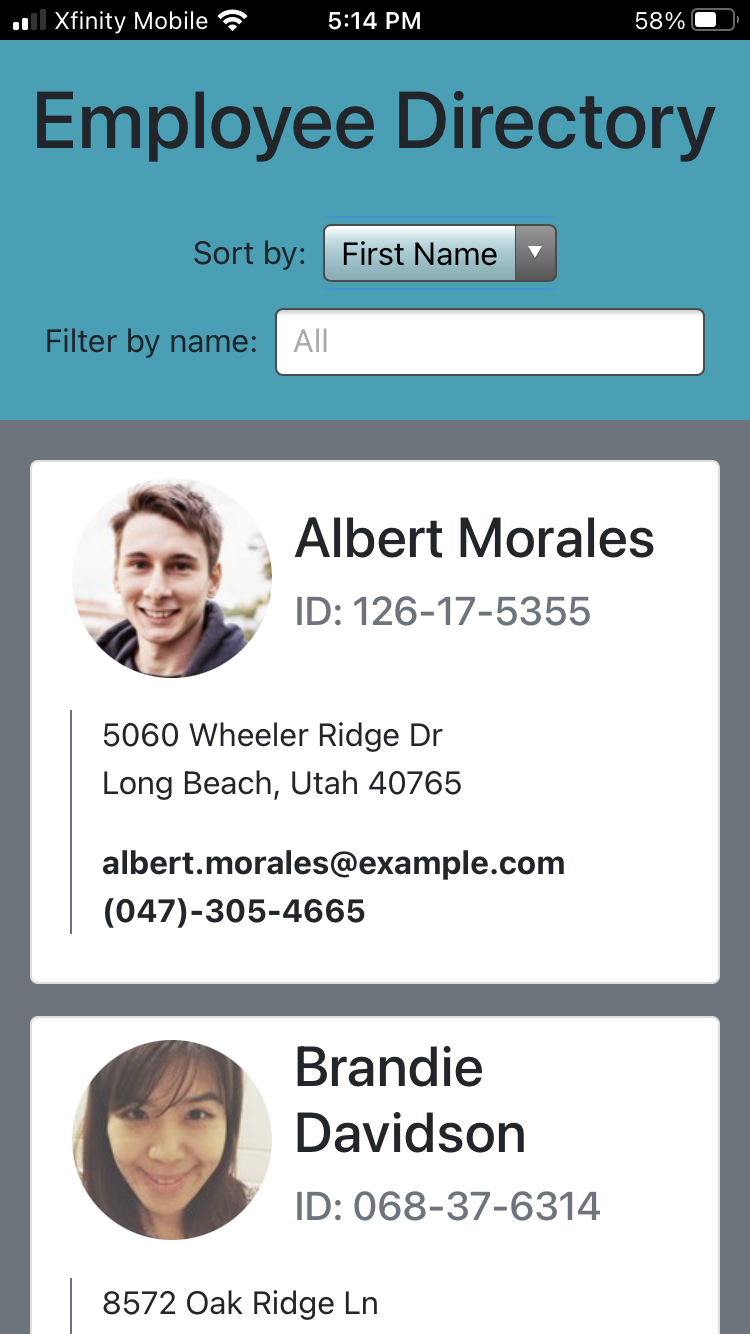 Xfinity Mobile 5:14 PM 58%
Employee Directory
Sort by: First Name
Filter by name: All
Albert Morales
ID: 126-17-5355
5060 Wheeler Ridge Dr
Long Beach, Utah 40765
albert.morales@example.com
(047)-305-4665
Brandie
Davidson
ID: 068-37-6314
8572 Oak Ridge Ln